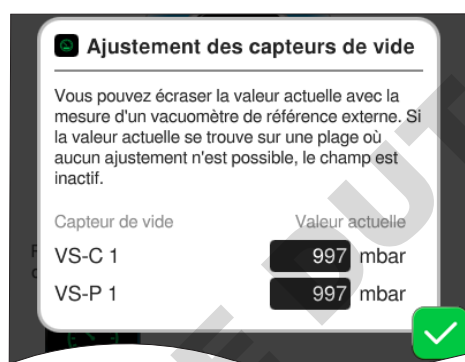 Ajustement des capteurs de vide
Vous pouvez écraser la valeur actuelle avec la
mesure d'un vacuomètre de référence externe. Si
la valeur actuelle se trouve sur une plage où
aucun ajustement n'est possible, le champ est
inactif.
Capteur de vide Valeur actuelle
VS-C 1 997 mbar
VS-P 1 997 mbar